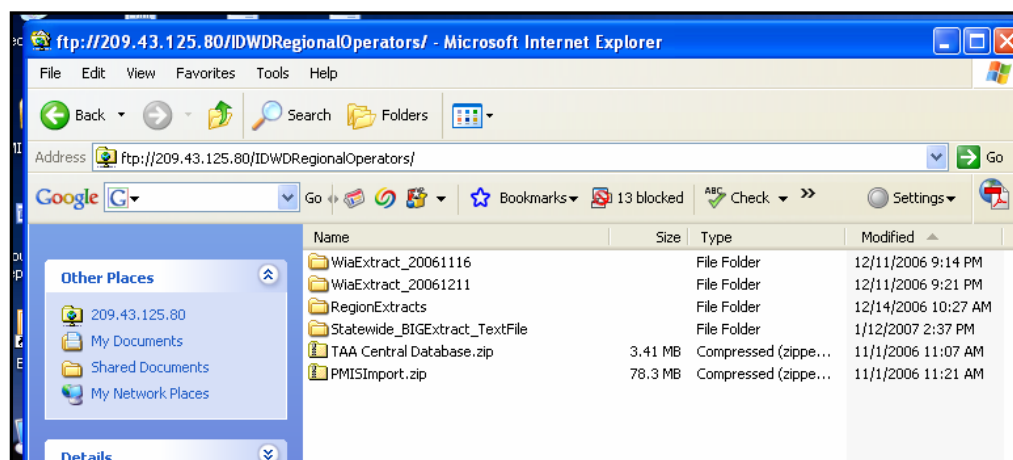 ftp://209.43.125.80/IDWDRegionalOperators/ - Microsoft Internet Explorer
File Edit View Favorites Tools Help
Back Search Folders
Address ftp://209.43.125.80/IDWDRegionalOperators/ Go
Google G Go Bookmarks 13 blocked ABC Check » Settings
Name Size Type Modified
Other Places
209.43.125.80
My Documents
Shared Documents
My Network Places
Details
WiaExtract_20061116 File Folder 12/11/2006 9:14 PM
WiaExtract_20061211 File Folder 12/11/2006 9:21 PM
RegionExtracts File Folder 12/14/2006 10:27 AM
Statewide_BIGExtract_TextFile File Folder 1/12/2007 2:37 PM
TAA Central Database.zip 3.41 MB Compressed (zippe... 11/1/2006 11:07 AM
PMISImport.zip 78.3 MB Compressed (zippe... 11/1/2006 11:21 AM